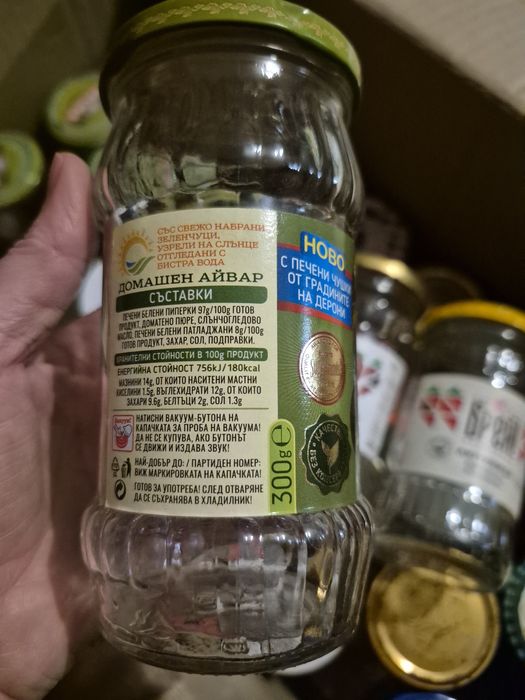 СЪС СВЕЖО НАБРАНИ
ЗЕЛЕНЧУЦИ,
УЗРЕЛИ НА СЛЪНЦЕ
ОТГЛЕДАНИ С
БИСТРА ВОДА
ДОМАШЕН АЙВАР
СЪСТАВКИ
ПЕЧЕНИ БЕЛЕНИ ПИПЕРКИ 97g/100g ГОТОВ
ПРОДУКТ, ДОМАТЕНО ПЮРЕ, СЛЪНЧОГЛЕДОВО
МАСЛО, ПЕЧЕНИ БЕЛЕНИ ПАТЛАДЖАНИ 8g/100g
ГОТОВ ПРОДУКТ, ЗАХАР, СОЛ, ПОДПРАВКИ.
ХРАНИТЕЛНИ СТОЙНОСТИ В 100g ПРОДУКТ
ЕНЕРГИЙНА СТОЙНОСТ 756kJ/180kcal
МАЗНИНИ 14g, ОТ КОИТО НАСИТЕНИ МАСТНИ
КИСЕЛИНИ 1.5g, ВЪГЛЕХИДРАТИ 12g, ОТ КОИТО
ЗАХАРИ 9.6g, БЕЛТЪЦИ 2g, СОЛ 1.3g
НАТИСНИ ВАКУУМ-БУТОНА НА
КАПАЧКАТА ЗА ПРОБА НА ВАКУУМА!
ДА НЕ СЕ КУПУВА, АКО БУТОНЪТ
СЕ ДВИЖИ И ИЗДАВА ЗВУК!
НАЙ-ДОБЪР ДО: / ПАРТИДЕН НОМЕР:
ВИЖ МАРКИРОВКАТА НА КАПАЧКАТА!
ГОТОВ ЗА УПОТРЕБА! СЛЕД ОТВАРЯНЕ
ДА СЕ СЪХРАНЯВА В ХЛАДИЛНИК!
300g e
НОВО
С ПЕЧЕНИ ЧУШКИ
ОТ ГРАДИНИТЕ
НА ДЕРОНИ
КАЧЕСТВО
БЕЗ